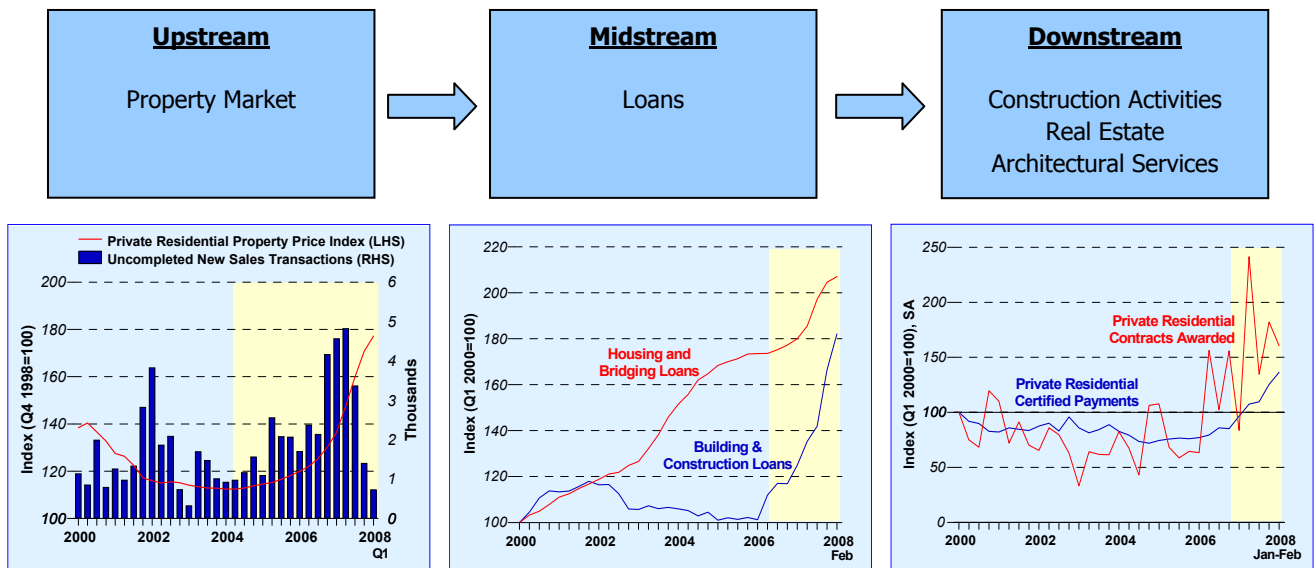 Upstream
Property Market
Midstream
Loans
Downstream
Construction Activities
Real Estate
Architectural Services
Private Residential Property Price Index (LHS)
Uncompleted New Sales Transactions (RHS)
Index (Q4 1998=100)
200
180
160
140
120
100
Thousands
6
5
4
3
2
1
0
2000
2002
2004
2006
2008
Q1
Index (Q1 2000=100)
220
200
180
160
140
120
100
Housing and
Bridging Loans
Building &
Construction Loans
2000
2002
2004
2006
2008
Feb
Index (Q1 2000=100), SA
250
200
150
100
50
0
Private Residential
Contracts Awarded
Private Residential
Certified Payments
2000
2002
2004
2006
2008
Jan-Feb